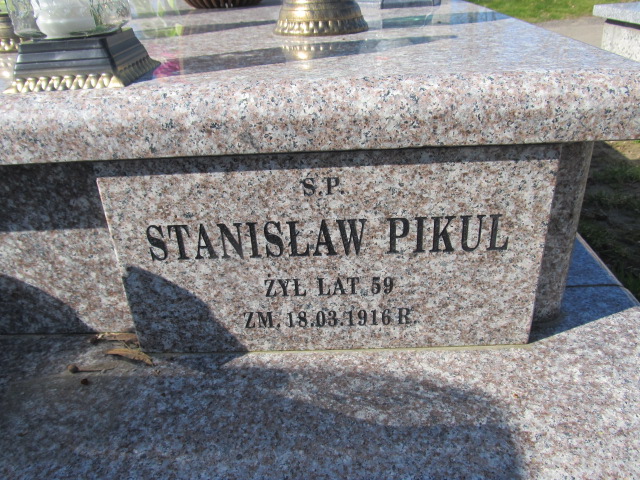 Ś.P.
STANISŁAW PIKUL
ŻYŁ LAT 59
ZM. 18.03.1916 R.